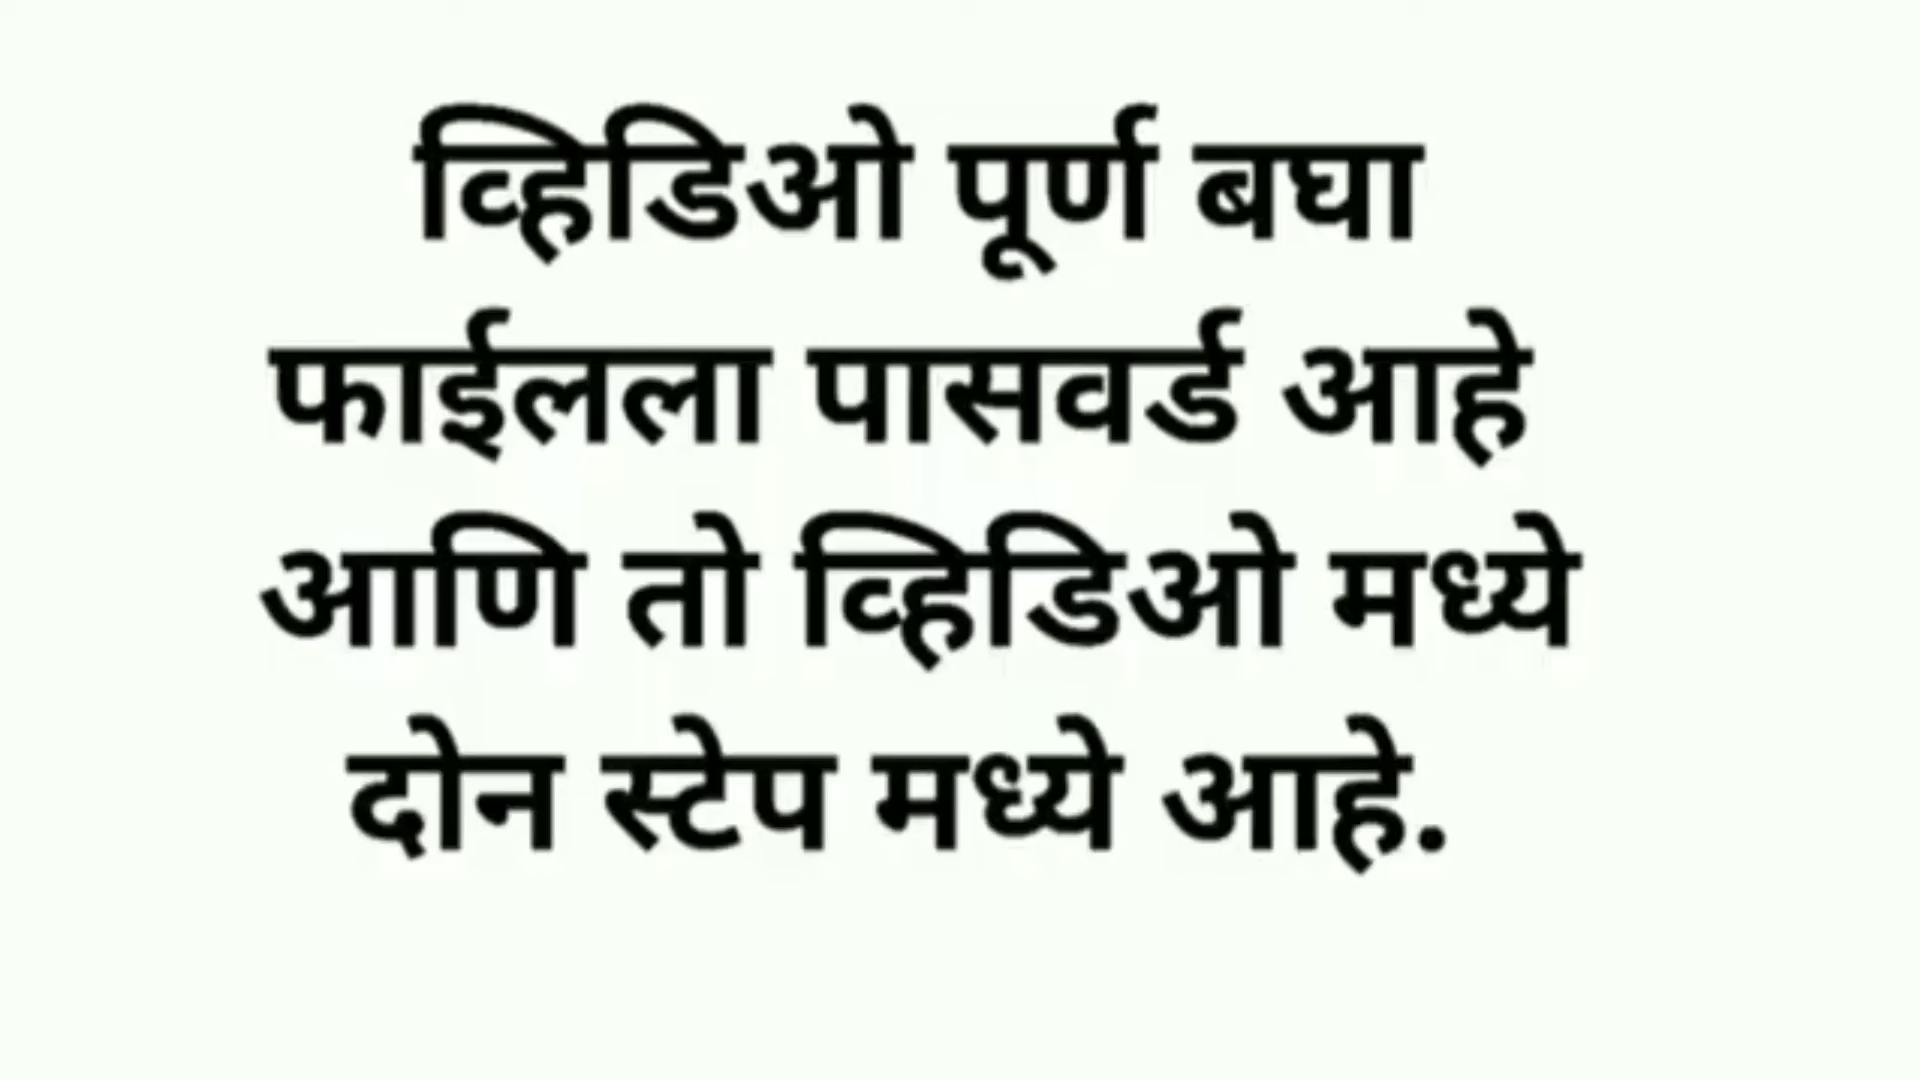 व्हिडिओ पूर्ण बघा
फाईलला पासवर्ड आहे
आणि तो व्हिडिओ मध्ये
दोन स्टेप मध्ये आहे.